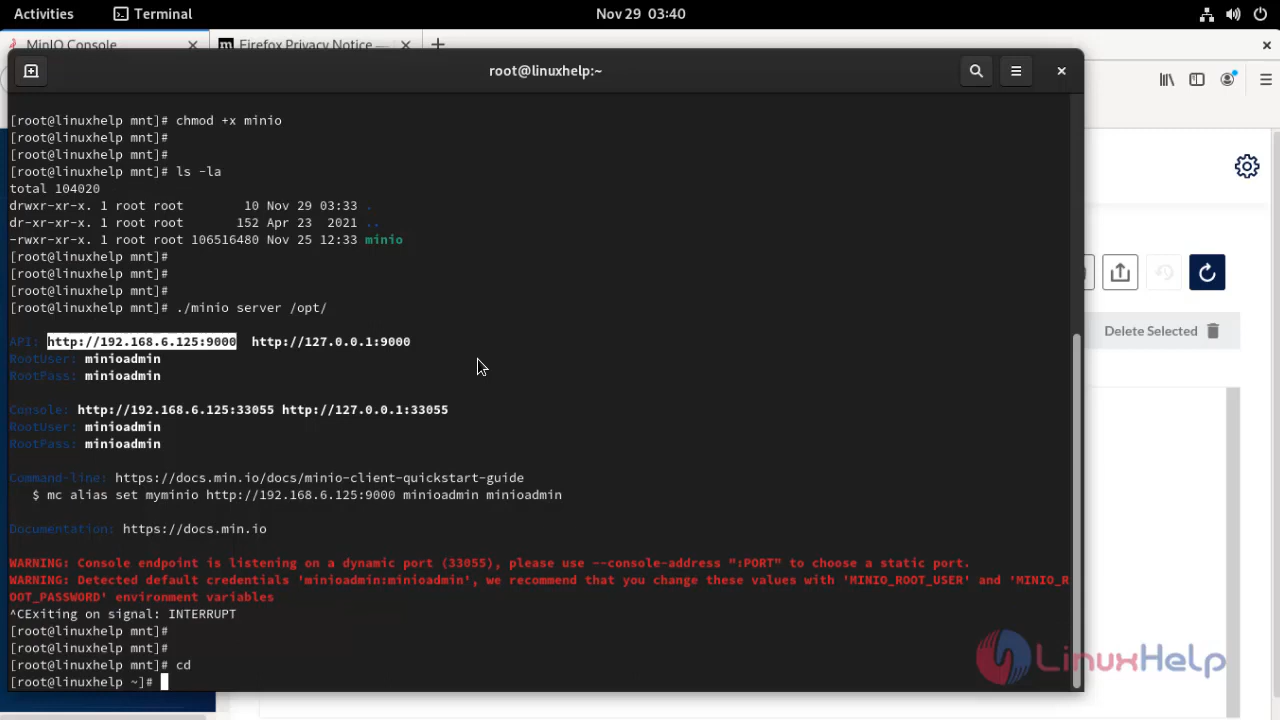 Activities
Terminal
Nov 29 03:40
MinIO Console
Firefox Privacy Notice —
root@linuxhelp:~
[root@linuxhelp mnt]# chmod +x minio
[root@linuxhelp mnt]#
[root@linuxhelp mnt]#
[root@linuxhelp mnt]# ls -la
total 104020
drwxr-xr-x. 1 root root        10 Nov 29 03:33 .
dr-xr-xr-x. 1 root root       152 Apr 23  2021 ..
-rwxr-xr-x. 1 root root 106516480 Nov 25 12:33 minio
[root@linuxhelp mnt]#
[root@linuxhelp mnt]#
[root@linuxhelp mnt]#
[root@linuxhelp mnt]# ./minio server /opt/
API: http://192.168.6.125:9000  http://127.0.0.1:9000
RootUser: minioadmin
RootPass: minioadmin
Console: http://192.168.6.125:33055 http://127.0.0.1:33055
RootUser: minioadmin
RootPass: minioadmin
Command-line: https://docs.min.io/docs/minio-client-quickstart-guide
$ mc alias set myminio http://192.168.6.125:9000 minioadmin minioadmin
Documentation: https://docs.min.io
WARNING: Console endpoint is listening on a dynamic port (33055), please use --console-address ":PORT" to choose a static port.
WARNING: Detected default credentials 'minioadmin:minioadmin', we recommend that you change these values with 'MINIO_ROOT_USER' and 'MINIO_R
OOT_PASSWORD' environment variables
^CExiting on signal: INTERRUPT
[root@linuxhelp mnt]#
[root@linuxhelp mnt]#
[root@linuxhelp mnt]# cd
[root@linuxhelp ~]#
Delete Selected
LinuxHelp